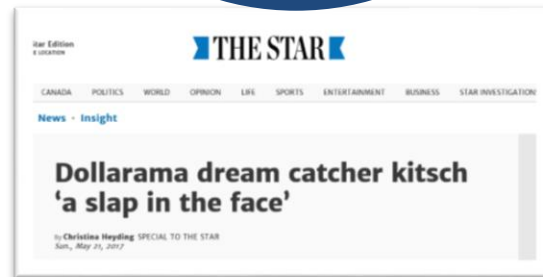 Star Edition
THE STAR
CANADA POLITICS WORLD OPINION LIFE SPORTS ENTERTAINMENT BUSINESS STAR INVESTIGATION
News · Insight
Dollarama dream catcher kitsch
‘a slap in the face’
By Christina Heyding SPECIAL TO THE STAR
Sun., May 21, 2017